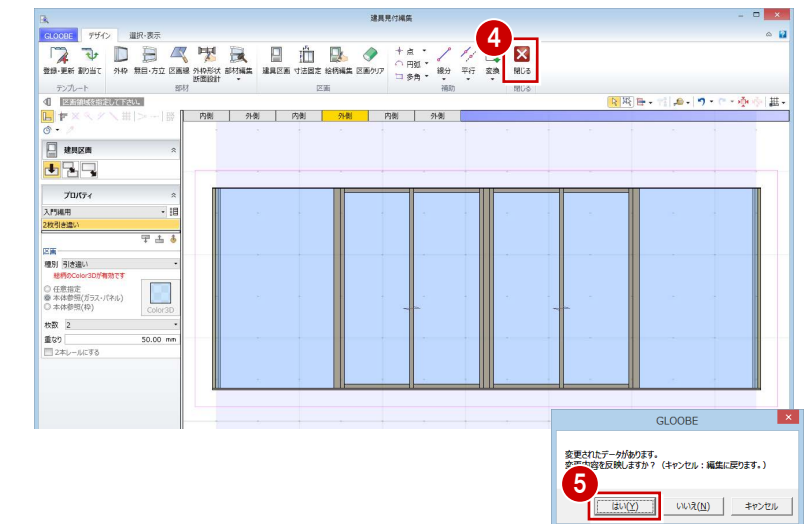 建具見付編集
GLOOBE デザイン 選択・表示
4
登録・更新 割り当て 外枠 無目・方立 区画線 外枠形状断面設計 部材編集 建具区画 寸法固定 絵柄編集 区画クリア 点 円弧 多角 線分 平行 変換 閉じる
テンプレート 部材 区画 補助 閉じる
区画領域を指定して下さい。
内側 外側 内側 外側 内側 外側
建具区画
プロパティ
入門編用
2枚引き違い
区画
種別 引き違い
絵柄のColor3Dが有効です
任意指定
本体参照(ガラス・パネル)
本体参照(枠)
Color3D
枚数 2
重なり 50.00 mm
2本レールにする
GLOOBE
変更されたデータがあります。
変更内容を反映しますか？（キャンセル：編集に戻ります。）
5
はい(Y) いいえ(N) キャンセル